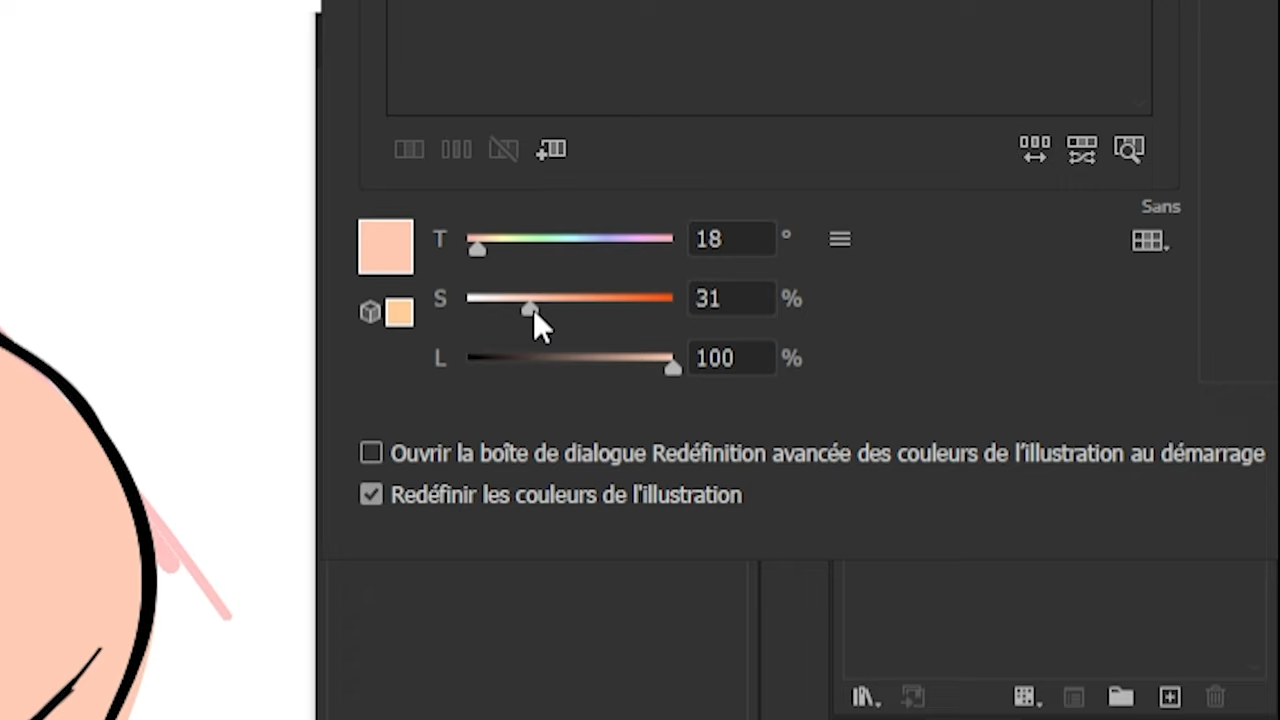 Sans
T 18 °
S 31 %
L 100 %
Ouvrir la boîte de dialogue Redéfinition avancée des couleurs de l'illustration au démarrage
Redéfinir les couleurs de l'illustration